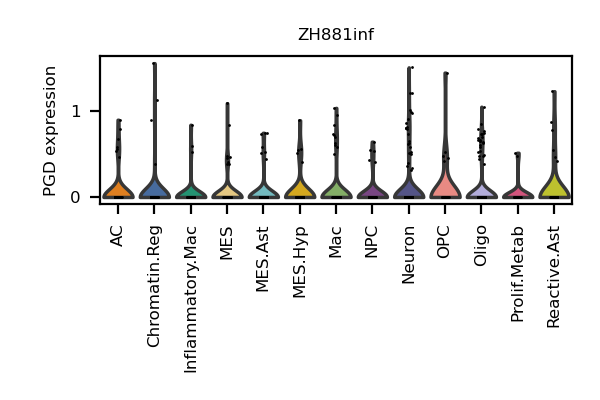 ZH881inf
PGD expression
1
0
AC
Chromatin.Reg
Inflammatory.Mac
MES
MES.Ast
MES.Hyp
Mac
NPC
Neuron
OPC
Oligo
Prolif.Metab
Reactive.Ast